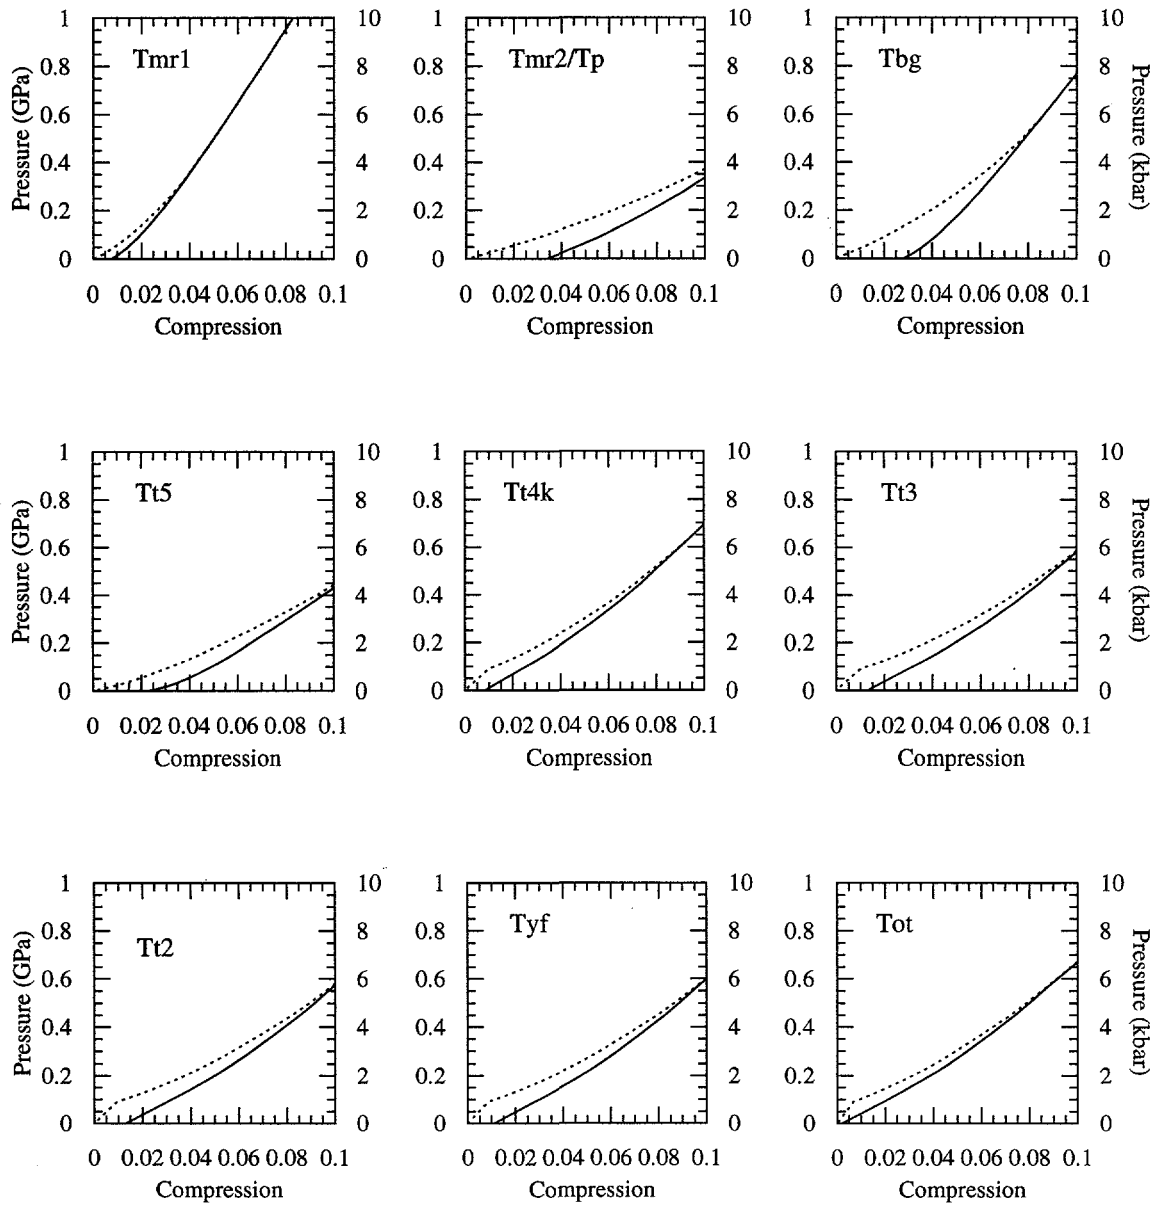 1 10 1 10 1 10
Tmr1 Tmr2/Tp Tbg
0.8 8 0.8 8 0.8 8
0.6 6 0.6 6 0.6 6
0.4 4 0.4 4 0.4 4
0.2 2 0.2 2 0.2 2
0 0 0 0 0 0
Pressure (GPa) Pressure (kbar)
0 0.02 0.04 0.06 0.08 0.1 0 0.02 0.04 0.06 0.08 0.1 0 0.02 0.04 0.06 0.08 0.1
Compression Compression Compression
1 10 1 10 1 10
Tt5 Tt4k Tt3
0.8 8 0.8 8 0.8 8
0.6 6 0.6 6 0.6 6
0.4 4 0.4 4 0.4 4
0.2 2 0.2 2 0.2 2
0 0 0 0 0 0
Pressure (GPa) Pressure (kbar)
0 0.02 0.04 0.06 0.08 0.1 0 0.02 0.04 0.06 0.08 0.1 0 0.02 0.04 0.06 0.08 0.1
Compression Compression Compression
1 10 1 10 1 10
Tt2 Tyf Tot
0.8 8 0.8 8 0.8 8
0.6 6 0.6 6 0.6 6
0.4 4 0.4 4 0.4 4
0.2 2 0.2 2 0.2 2
0 0 0 0 0 0
Pressure (GPa) Pressure (kbar)
0 0.02 0.04 0.06 0.08 0.1 0 0.02 0.04 0.06 0.08 0.1 0 0.02 0.04 0.06 0.08 0.1
Compression Compression Compression